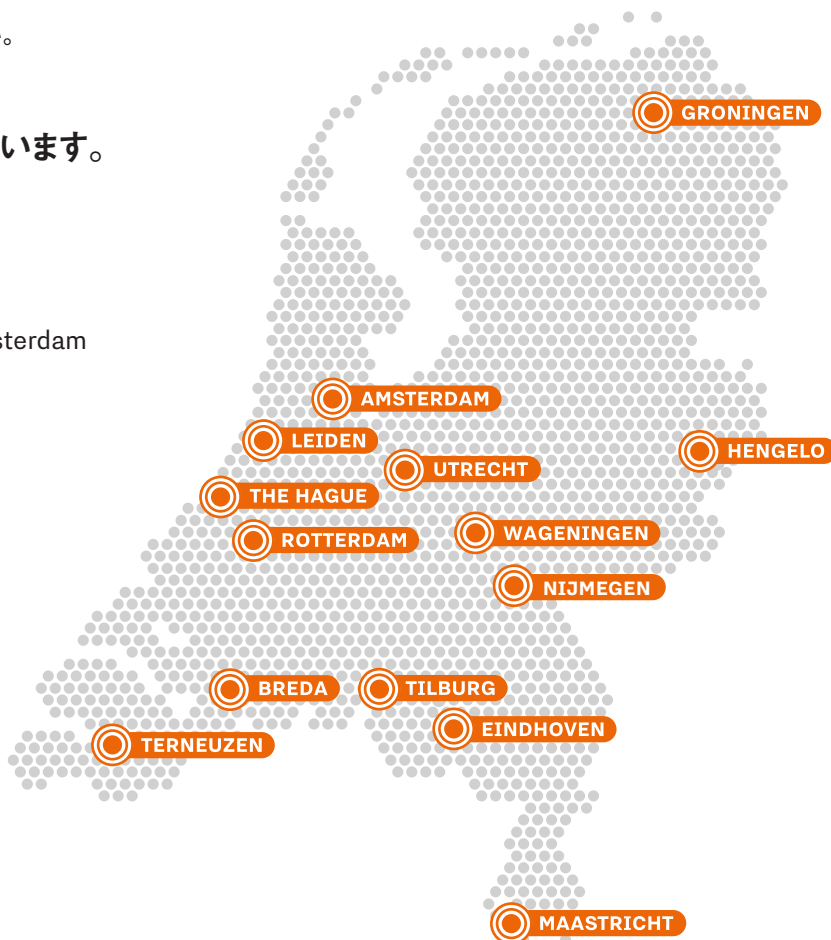 。
GRONINGEN
います。
sterdam
AMSTERDAM
LEIDEN
HENGELO
UTRECHT
THE HAGUE
WAGENINGEN
ROTTERDAM
NIJMEGEN
BREDA
TILBURG
EINDHOVEN
TERNEUZEN
MAASTRICHT